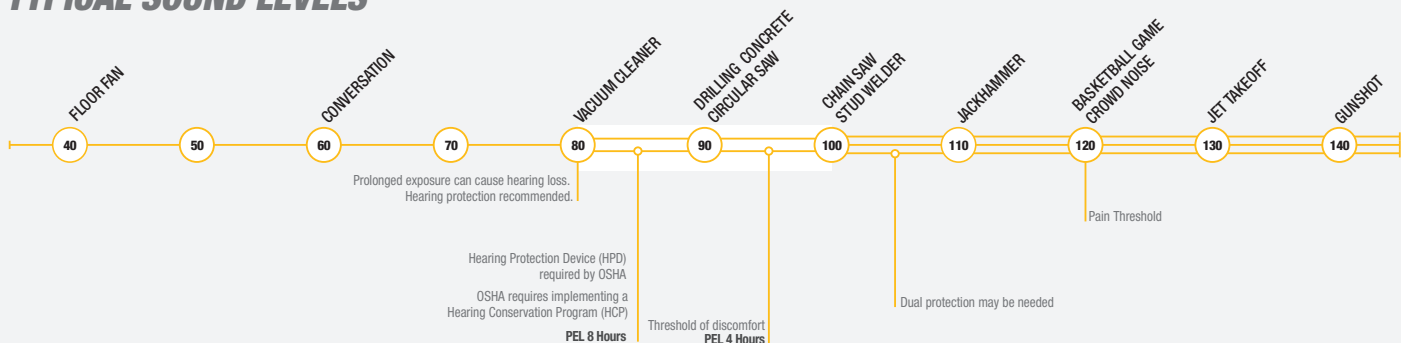 TYPICAL SOUND LEVELS
FLOOR FAN
CONVERSATION
VACUUM CLEANER
DRILLING CONCRETE
CIRCULAR SAW
CHAIN SAW
STUD WELDER
JACKHAMMER
BASKETBALL GAME
CROWD NOISE
JET TAKEOFF
GUNSHOT
40
50
60
70
80
90
100
110
120
130
140
Prolonged exposure can cause hearing loss.
Hearing protection recommended.
Pain Threshold
Hearing Protection Device (HPD)
required by OSHA
OSHA requires implementing a
Hearing Conservation Program (HCP)
PEL 8 Hours
Threshold of discomfort
PEL 4 Hours
Dual protection may be needed